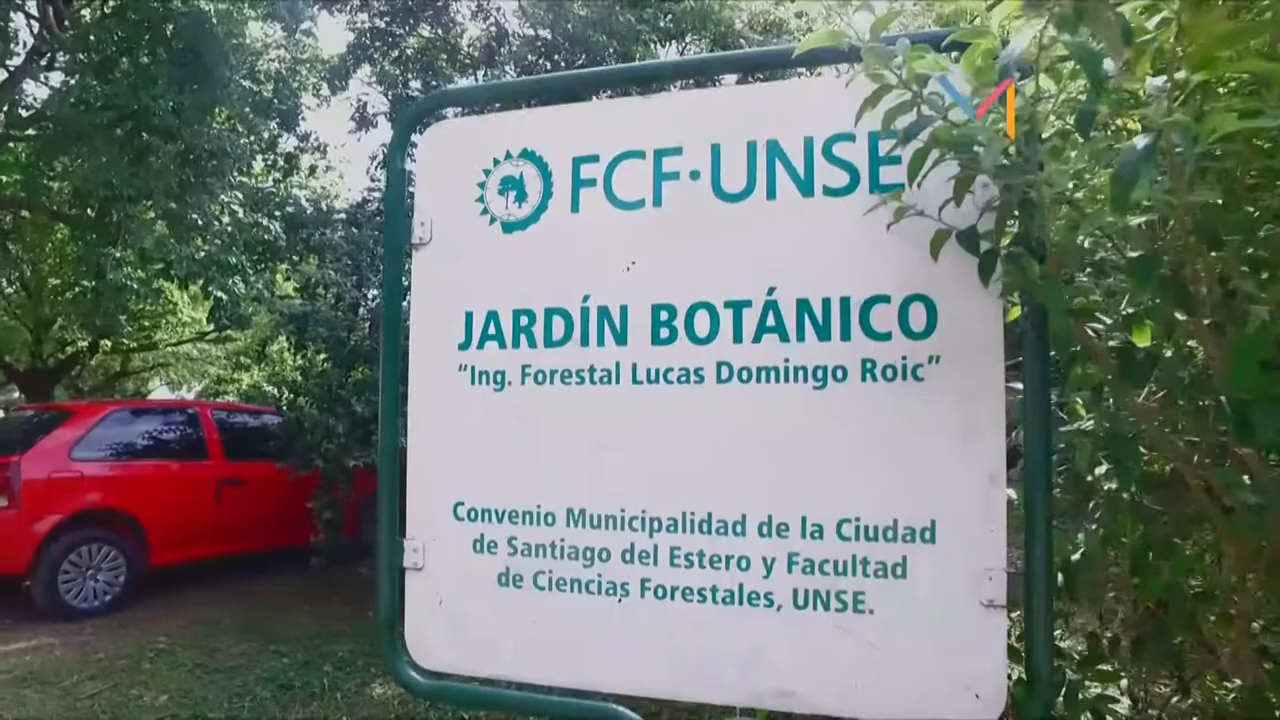 FCF·UNSE
JARDÍN BOTÁNICO
“Ing. Forestal Lucas Domingo Roic”
Convenio Municipalidad de la Ciudad
de Santiago del Estero y Facultad
de Ciencias Forestales, UNSE.